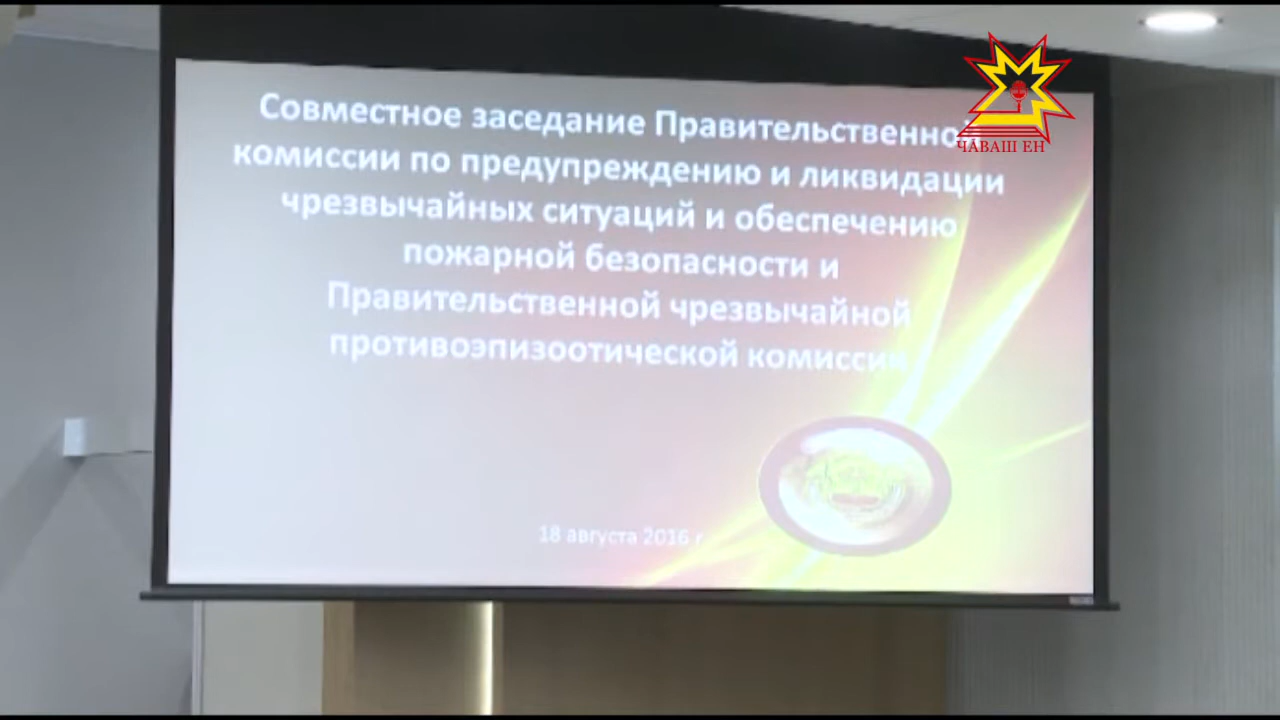 Совместное заседание Правительственной
комиссии по предупреждению и ликвидации
чрезвычайных ситуаций и обеспечению
пожарной безопасности и
Правительственной чрезвычайной
противоэпизоотической комиссии
18 августа 2016 г.
ЧӐВАШ ЕН